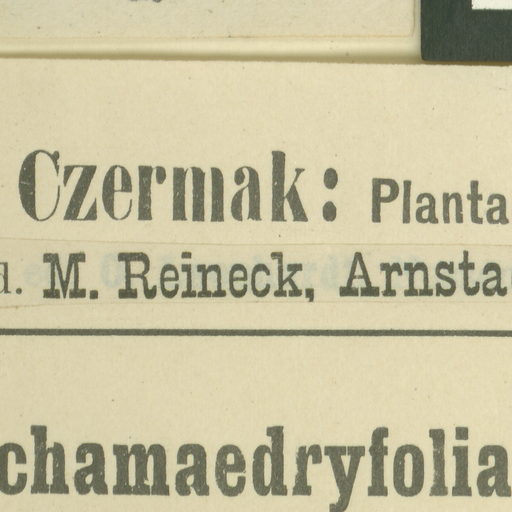 Czermak: Planta
d. M. Reineck, Arnsta
chamaedryfolia